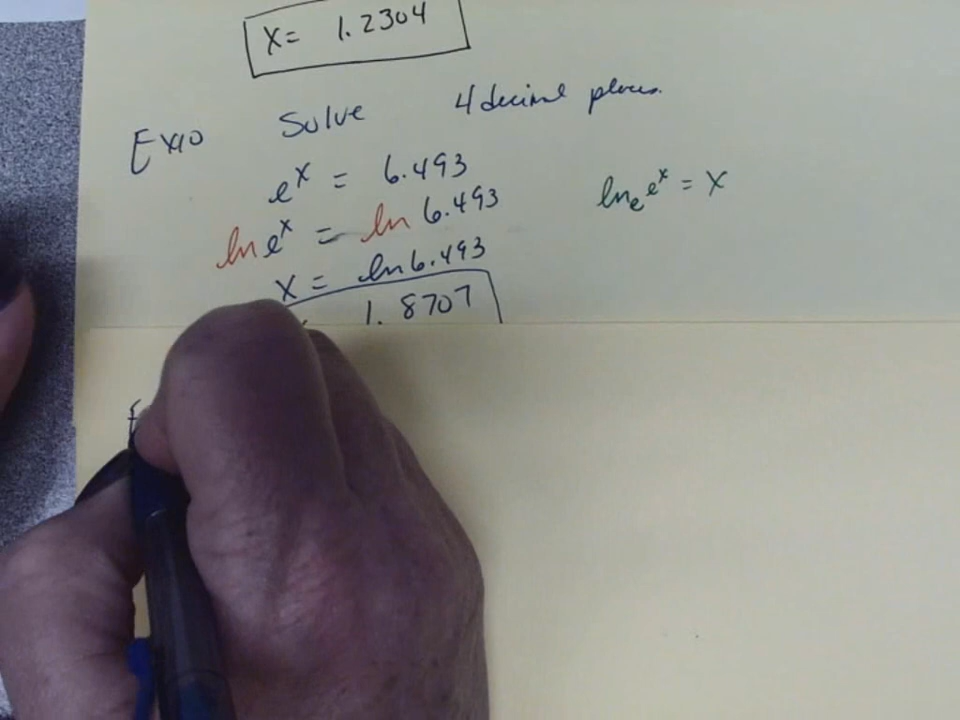 x = 1.2304
Ex10 Solve 4 decimal places.
e^x = 6.493
ln e^x = ln 6.493
ln_e e^x = x
x = ln 6.493
1.8707